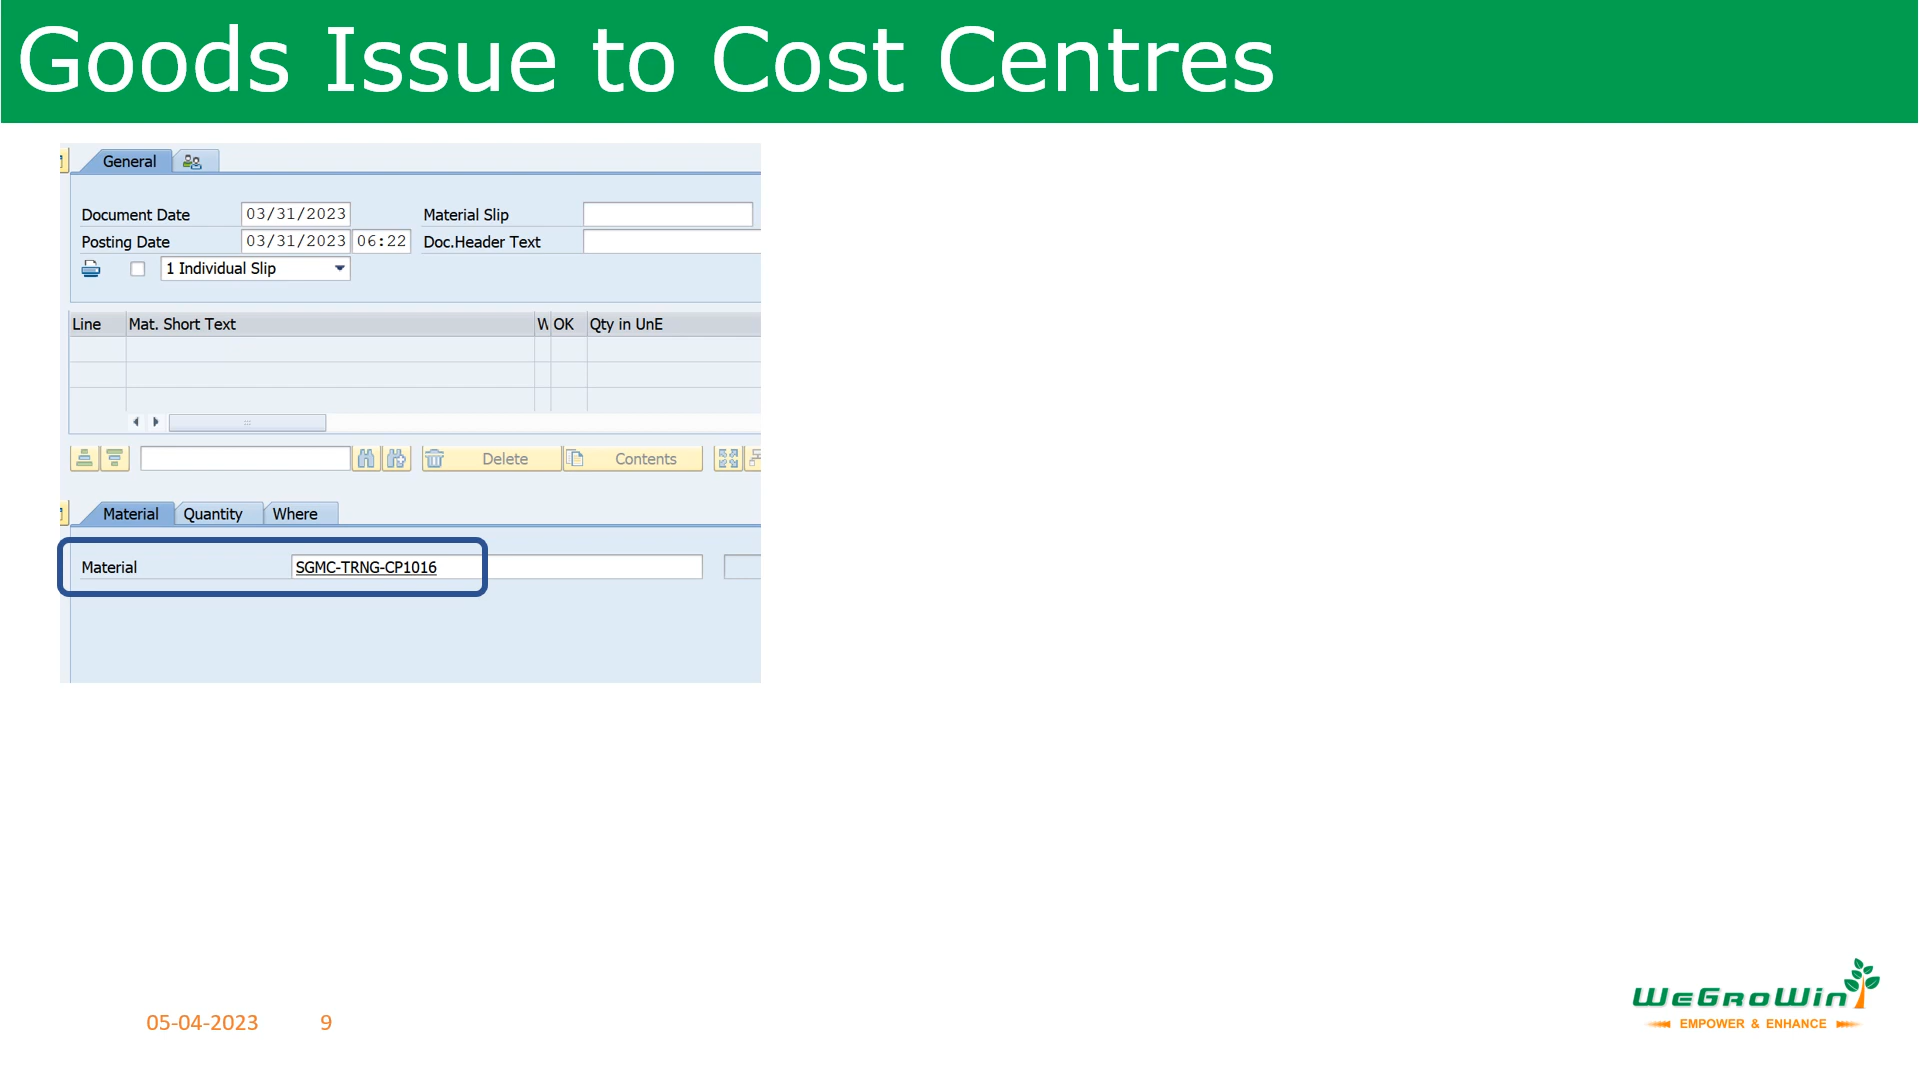 Goods Issue to Cost Centres
General
Document Date 03/31/2023 Material Slip
Posting Date 03/31/2023 06:22 Doc.Header Text
1 Individual Slip
Line Mat. Short Text W OK Qty in UnE
Delete Contents
Material Quantity Where
Material SGMC-TRNG-CP1016
WeGroWin
EMPOWER & ENHANCE
05-04-2023 9